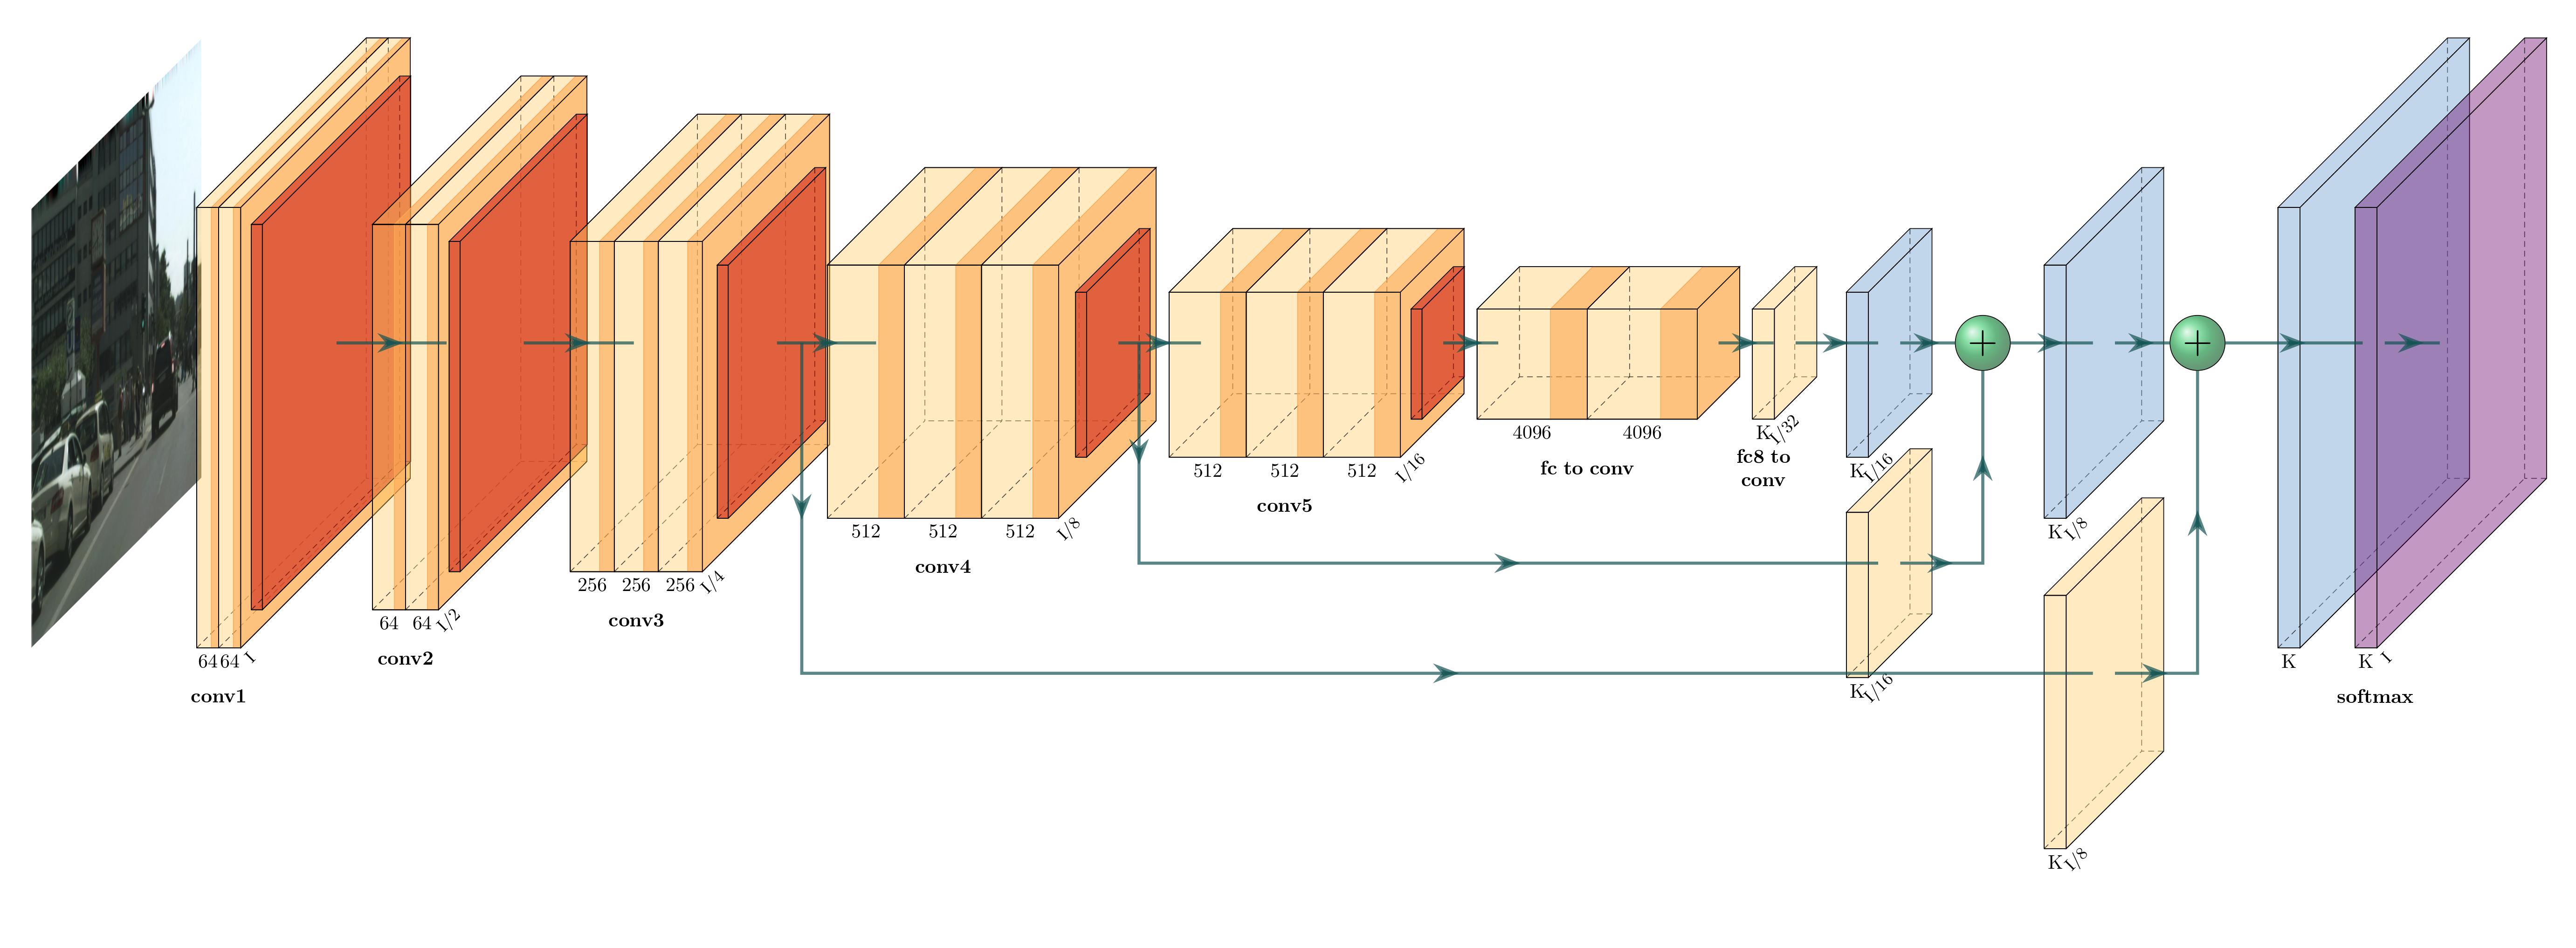 64 64 I
conv1
64 64 I/2
conv2
256 256 256 I/4
conv3
512 512 512 I/8
conv4
512 512 512 I/16
conv5
4096 4096
fc to conv
K I/32
fc8 to
conv
K I/16
K I/16
+
K I/8
K I/8
+
K
K I
softmax